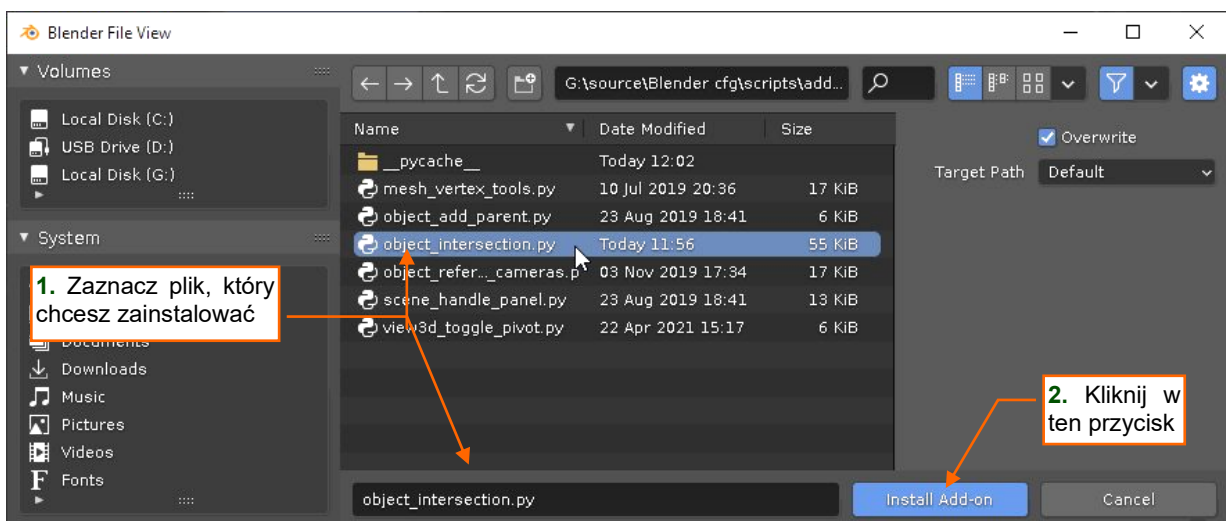 Blender File View
Volumes
Local Disk (C:)
USB Drive (D:)
Local Disk (G:)
System
Documents
Downloads
Music
Pictures
Videos
Fonts
G:\source\Blender cfg\scripts\add...
Name Date Modified Size
__pycache__ Today 12:02
mesh_vertex_tools.py 10 Jul 2019 20:36 17 KiB
object_add_parent.py 23 Aug 2019 18:41 6 KiB
object_intersection.py Today 11:56 55 KiB
object_refer..._cameras.p 03 Nov 2019 17:34 17 KiB
scene_handle_panel.py 23 Aug 2019 18:41 13 KiB
view3d_toggle_pivot.py 22 Apr 2021 15:17 6 KiB
Overwrite
Target Path Default
1. Zaznacz plik, który
chcesz zainstalować
2. Kliknij w
ten przycisk
object_intersection.py
Install Add-on
Cancel